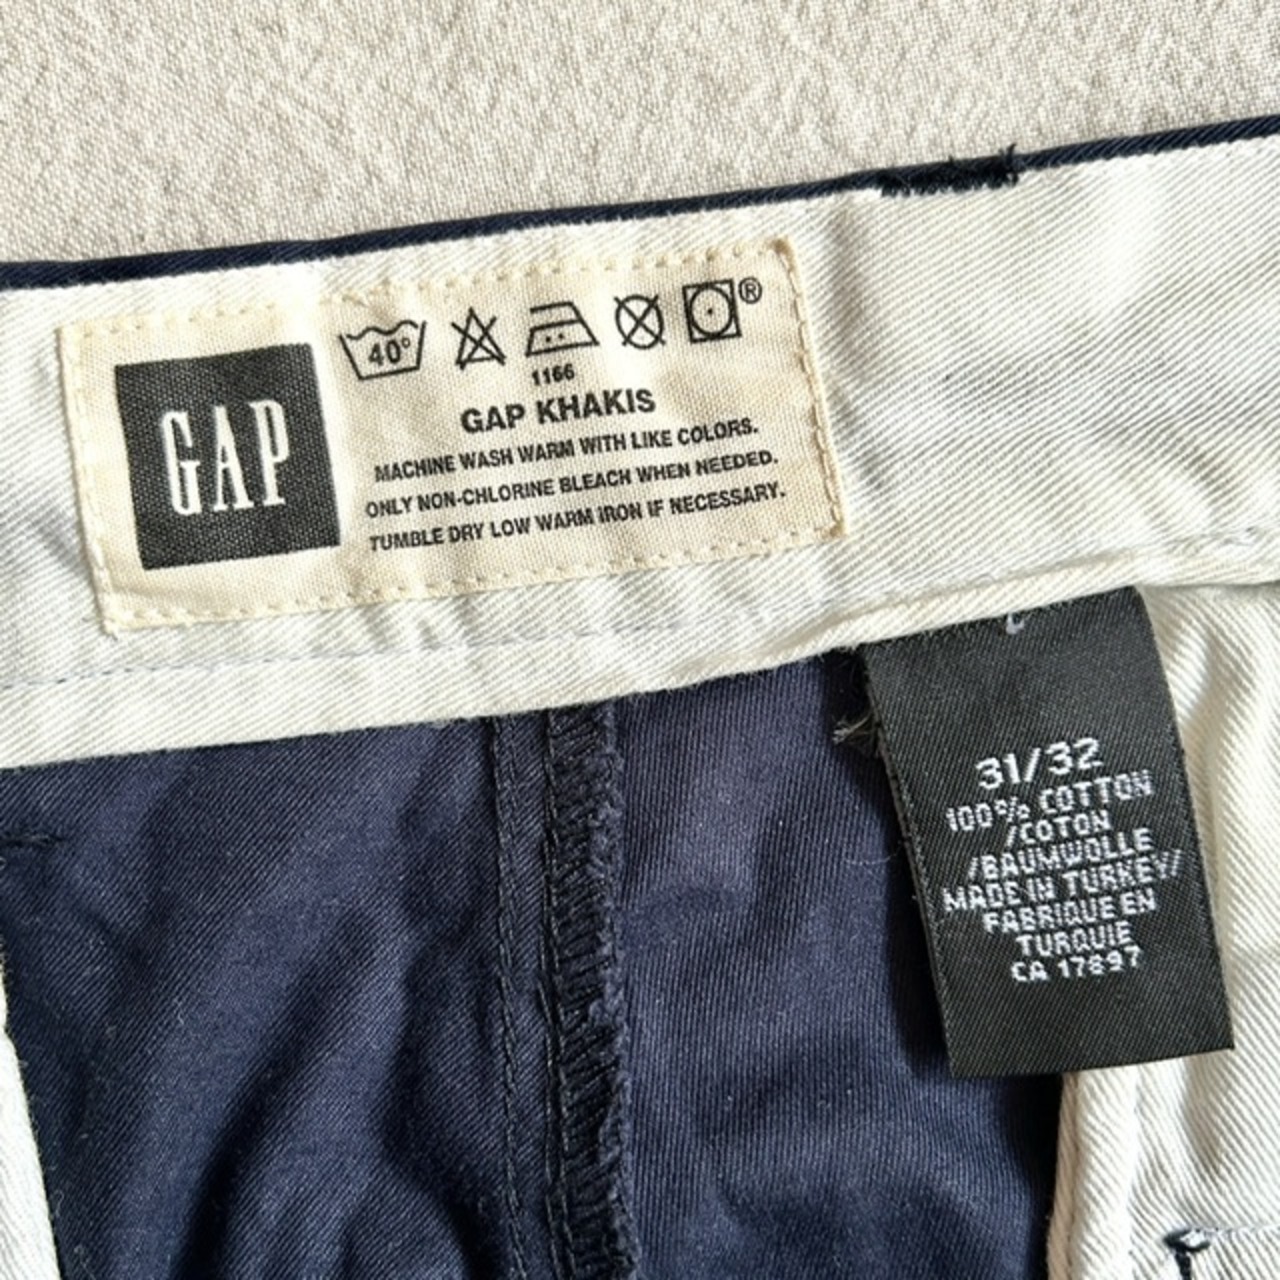 GAP
40°
®
1166
GAP KHAKIS
MACHINE WASH WARM WITH LIKE COLORS.
ONLY NON-CHLORINE BLEACH WHEN NEEDED.
TUMBLE DRY LOW WARM IRON IF NECESSARY.
31/32
100% COTTON
/COTON
/BAUMWOLLE
MADE IN TURKEY/
FABRIQUE EN
TURQUIE
CA 17897